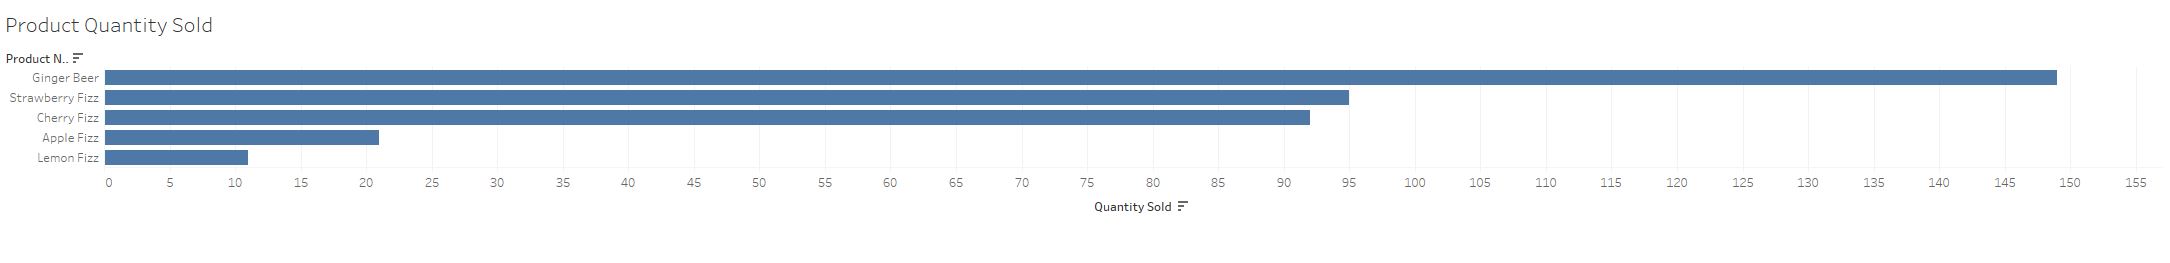 Product Quantity Sold
Product N..
Ginger Beer
Strawberry Fizz
Cherry Fizz
Apple Fizz
Lemon Fizz
0 5 10 15 20 25 30 35 40 45 50 55 60 65 70 75 80 85 90 95 100 105 110 115 120 125 130 135 140 145 150 155
Quantity Sold